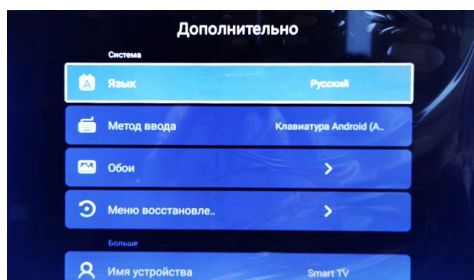 Дополнительно
Система
Язык Русский
Метод ввода Клавиатура Android (A..
Обои
Меню восстановле..
Больше
Имя устройства Smart TV